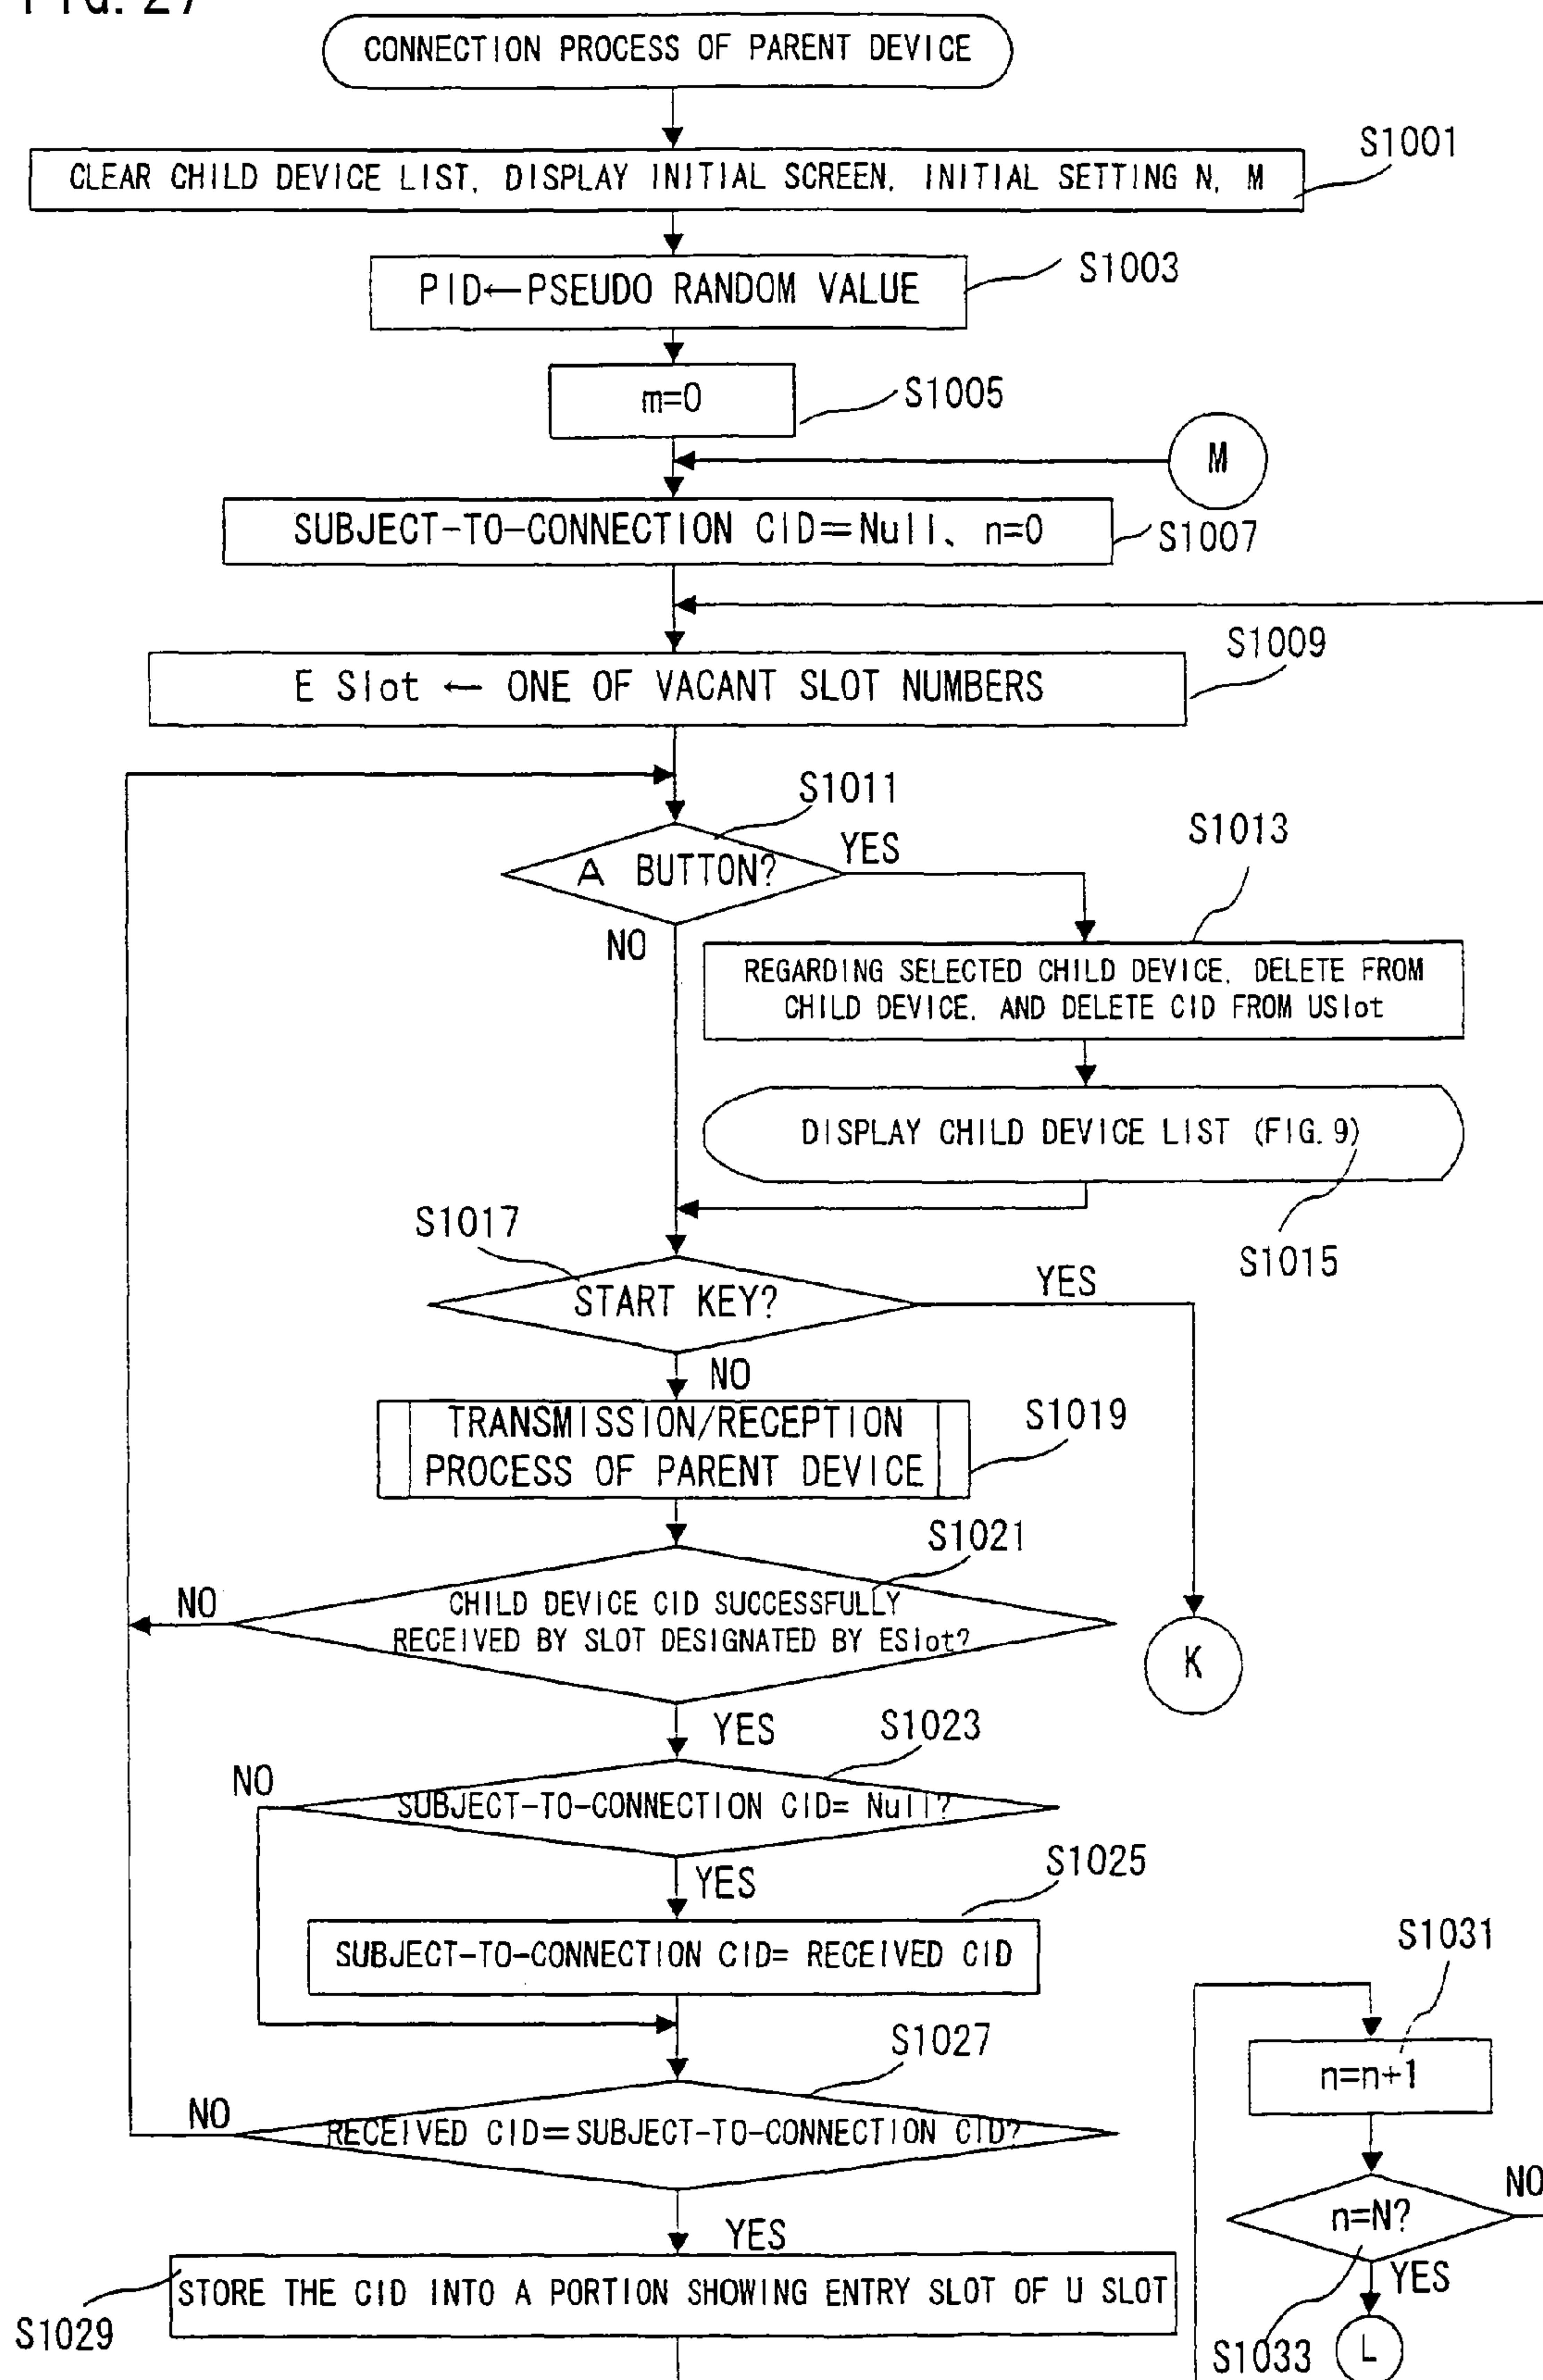 FIG. 27
CONNECTION PROCESS OF PARENT DEVICE
S1001
CLEAR CHILD DEVICE LIST, DISPLAY INITIAL SCREEN, INITIAL SETTING N, M
S1003
PID←PSEUDO RANDOM VALUE
m=0
S1005
M
SUBJECT-TO-CONNECTION CID=Null、n=0
S1007
S1009
E Slot ← ONE OF VACANT SLOT NUMBERS
S1011
A BUTTON?
YES
NO
S1013
REGARDING SELECTED CHILD DEVICE, DELETE FROM
CHILD DEVICE, AND DELETE CID FROM USlot
DISPLAY CHILD DEVICE LIST (FIG. 9)
S1015
S1017
START KEY?
YES
NO
TRANSMISSION/RECEPTION
PROCESS OF PARENT DEVICE
S1019
S1021
CHILD DEVICE CID SUCCESSFULLY
RECEIVED BY SLOT DESIGNATED BY ESlot?
NO
YES
K
S1023
SUBJECT-TO-CONNECTION CID= Null?
NO
YES
S1025
SUBJECT-TO-CONNECTION CID= RECEIVED CID
S1027
RECEIVED CID=SUBJECT-TO-CONNECTION CID?
NO
YES
STORE THE CID INTO A PORTION SHOWING ENTRY SLOT OF U SLOT
S1029
S1031
n=n+1
n=N?
NO
YES
S1033
L